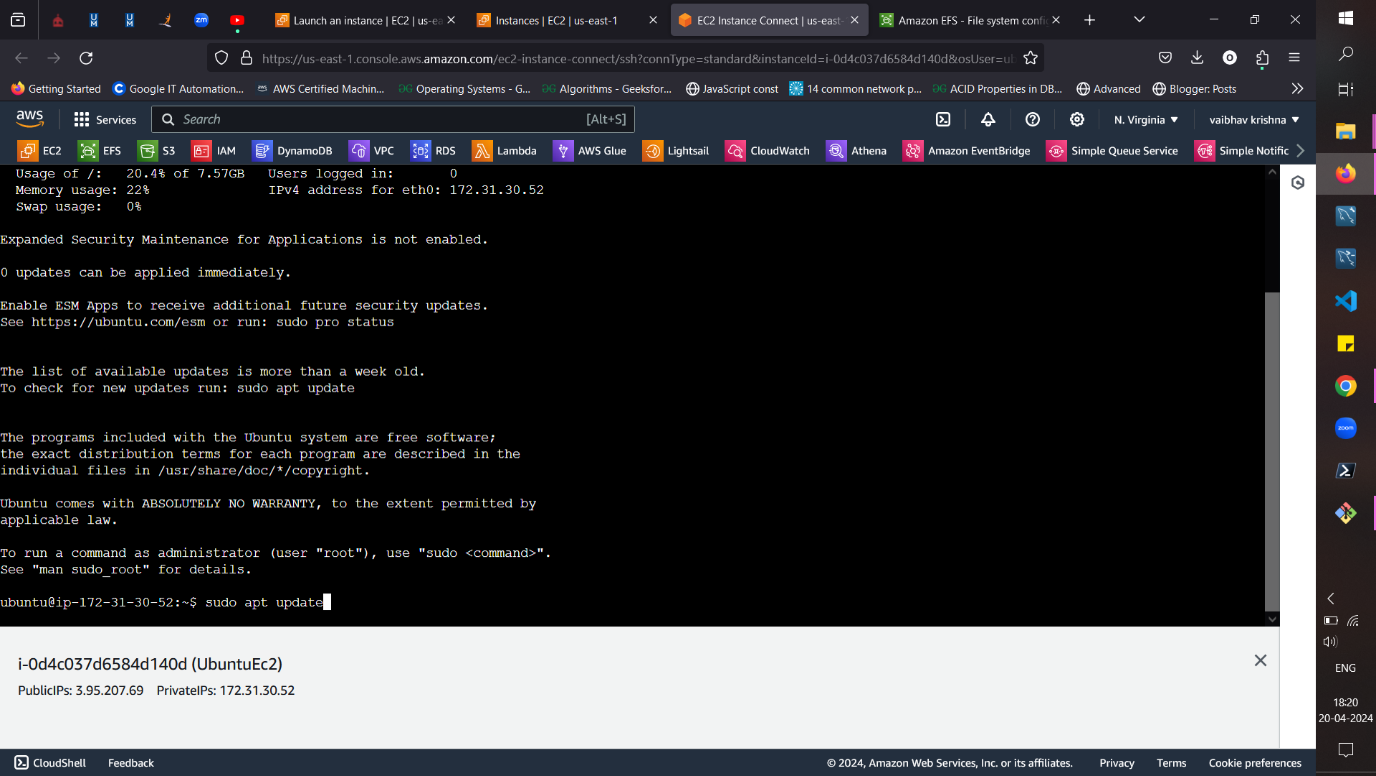 Launch an instance | EC2 | us-ea
Instances | EC2 | us-east-1
EC2 Instance Connect | us-east-
Amazon EFS - File system confi
https://us-east-1.console.aws.amazon.com/ec2-instance-connect/ssh?connType=standard&instanceId=i-0d4c037d6584d140d&osUser=ub
Getting Started
Google IT Automation...
AWS Certified Machin...
Operating Systems - G...
Algorithms - Geeksfor...
JavaScript const
14 common network p...
ACID Properties in DB...
Advanced
Blogger: Posts
aws
Services
Search
[Alt+S]
N. Virginia
vaibhav krishna
EC2
EFS
S3
IAM
DynamoDB
VPC
RDS
Lambda
AWS Glue
Lightsail
CloudWatch
Athena
Amazon EventBridge
Simple Queue Service
Simple Notific
Usage of /: 20.4% of 7.57GB Users logged in: 0
Memory usage: 22% IPv4 address for eth0: 172.31.30.52
Swap usage: 0%
Expanded Security Maintenance for Applications is not enabled.
0 updates can be applied immediately.
Enable ESM Apps to receive additional future security updates.
See https://ubuntu.com/esm or run: sudo pro status
The list of available updates is more than a week old.
To check for new updates run: sudo apt update
The programs included with the Ubuntu system are free software;
the exact distribution terms for each program are described in the
individual files in /usr/share/doc/*/copyright.
Ubuntu comes with ABSOLUTELY NO WARRANTY, to the extent permitted by
applicable law.
To run a command as administrator (user "root"), use "sudo <command>".
See "man sudo_root" for details.
ubuntu@ip-172-31-30-52:~$ sudo apt update
i-0d4c037d6584d140d (UbuntuEc2)
PublicIPs: 3.95.207.69 PrivateIPs: 172.31.30.52
CloudShell
Feedback
© 2024, Amazon Web Services, Inc. or its affiliates.
Privacy
Terms
Cookie preferences
zoom
ENG
18:20
20-04-2024